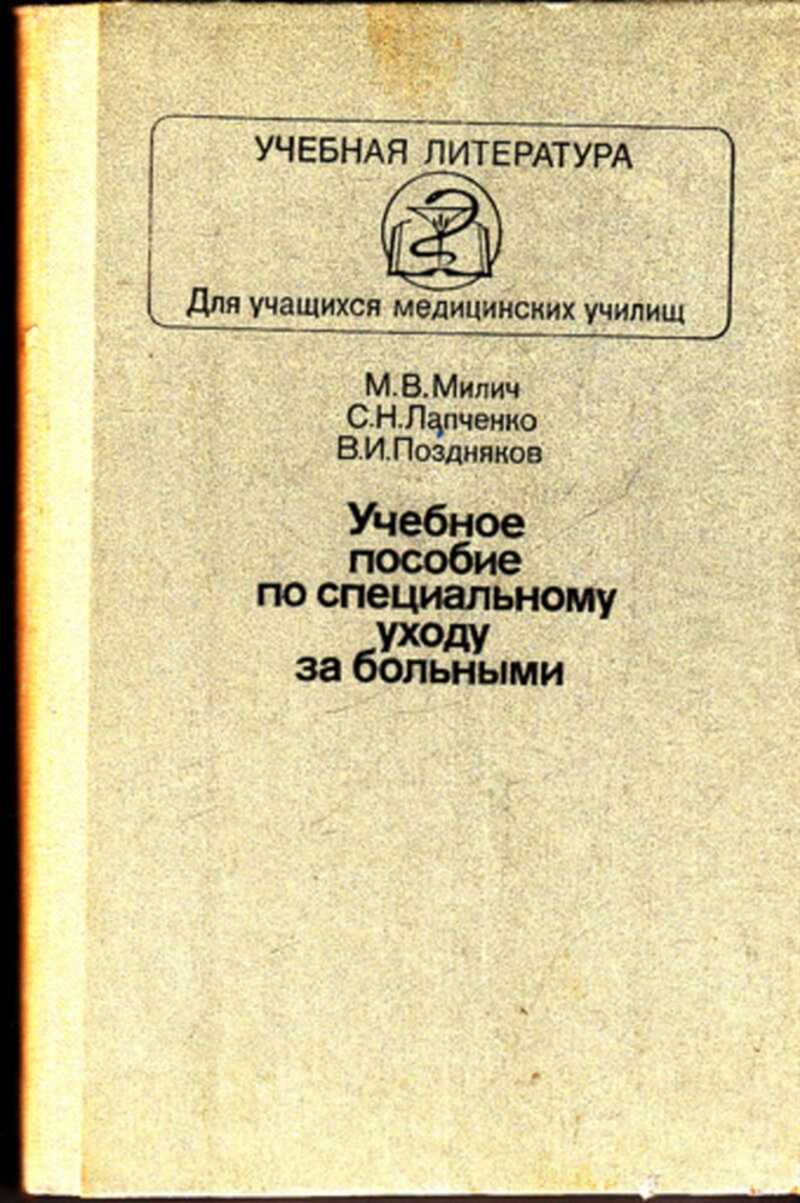 УЧЕБНАЯ ЛИТЕРАТУРА
Для учащихся медицинских училищ
М.В.Милич
С.Н.Лапченко
В.И.Поздняков
Учебное
пособие
по специальному
уходу
за больными